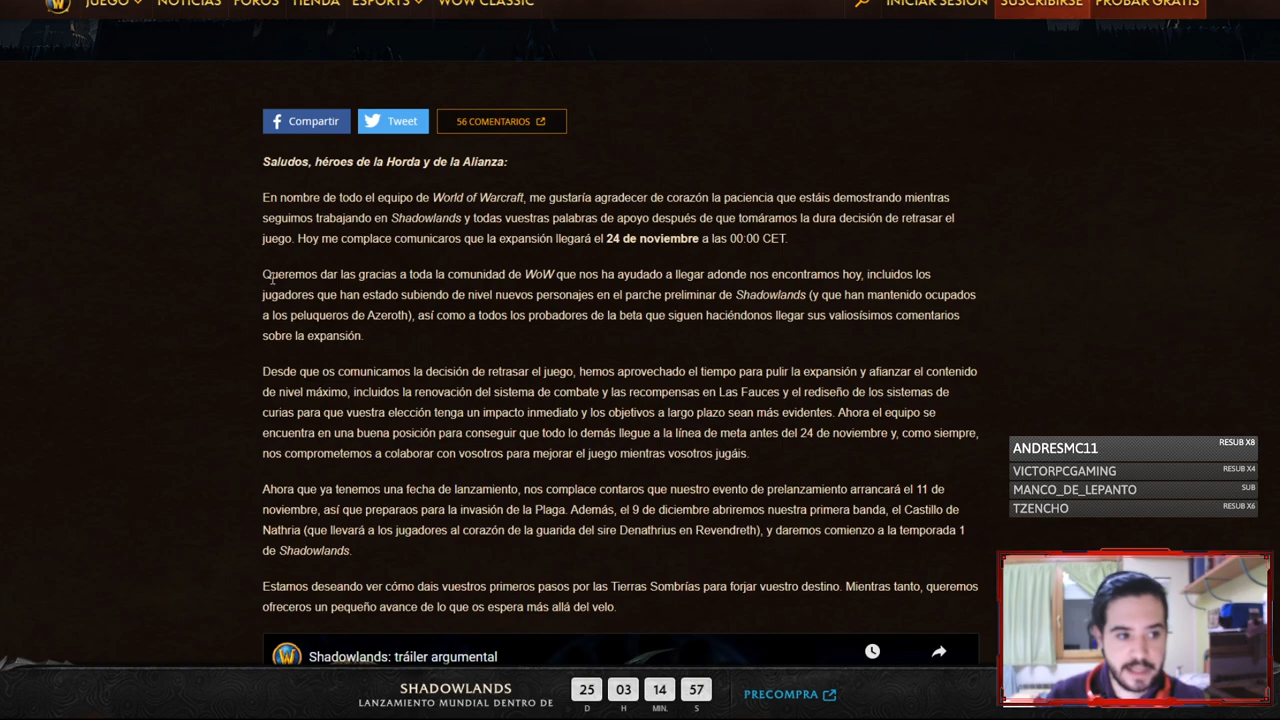 JUEGO NOTICIAS FOROS TIENDA ESPORTS WOW CLASSIC INICIAR SESIÓN SUSCRIBIRSE PROBAR GRATIS
Compartir Tweet 56 COMENTARIOS
Saludos, héroes de la Horda y de la Alianza:
En nombre de todo el equipo de World of Warcraft, me gustaría agradecer de corazón la paciencia que estáis demostrando mientras
seguimos trabajando en Shadowlands y todas vuestras palabras de apoyo después de que tomáramos la dura decisión de retrasar el
juego. Hoy me complace comunicaros que la expansión llegará el 24 de noviembre a las 00:00 CET.
Queremos dar las gracias a toda la comunidad de WoW que nos ha ayudado a llegar adonde nos encontramos hoy, incluidos los
jugadores que han estado subiendo de nivel nuevos personajes en el parche preliminar de Shadowlands (y que han mantenido ocupados
a los peluqueros de Azeroth), así como a todos los probadores de la beta que siguen haciéndonos llegar sus valiosísimos comentarios
sobre la expansión.
Desde que os comunicamos la decisión de retrasar el juego, hemos aprovechado el tiempo para pulir la expansión y afianzar el contenido
de nivel máximo, incluidos la renovación del sistema de combate y las recompensas en Las Fauces y el rediseño de los sistemas de
curias para que vuestra elección tenga un impacto inmediato y los objetivos a largo plazo sean más evidentes. Ahora el equipo se
encuentra en una buena posición para conseguir que todo lo demás llegue a la línea de meta antes del 24 de noviembre y, como siempre,
nos comprometemos a colaborar con vosotros para mejorar el juego mientras vosotros jugáis.
Ahora que ya tenemos una fecha de lanzamiento, nos complace contaros que nuestro evento de prelanzamiento arrancará el 11 de
noviembre, así que preparaos para la invasión de la Plaga. Además, el 9 de diciembre abriremos nuestra primera banda, el Castillo de
Nathria (que llevará a los jugadores al corazón de la guarida del sire Denathrius en Revendreth), y daremos comienzo a la temporada 1
de Shadowlands.
Estamos deseando ver cómo dais vuestros primeros pasos por las Tierras Sombrías para forjar vuestro destino. Mientras tanto, queremos
ofreceros un pequeño avance de lo que os espera más allá del velo.
Shadowlands: tráiler argumental
ANDRESMC11 RESUB X8
VICTORPCGAMING RESUB X4
MANCO_DE_LEPANTO SUB
TZENCHO RESUB X6
SHADOWLANDS
LANZAMIENTO MUNDIAL DENTRO DE
25 03 14 57
D H MIN. S
PRECOMPRA